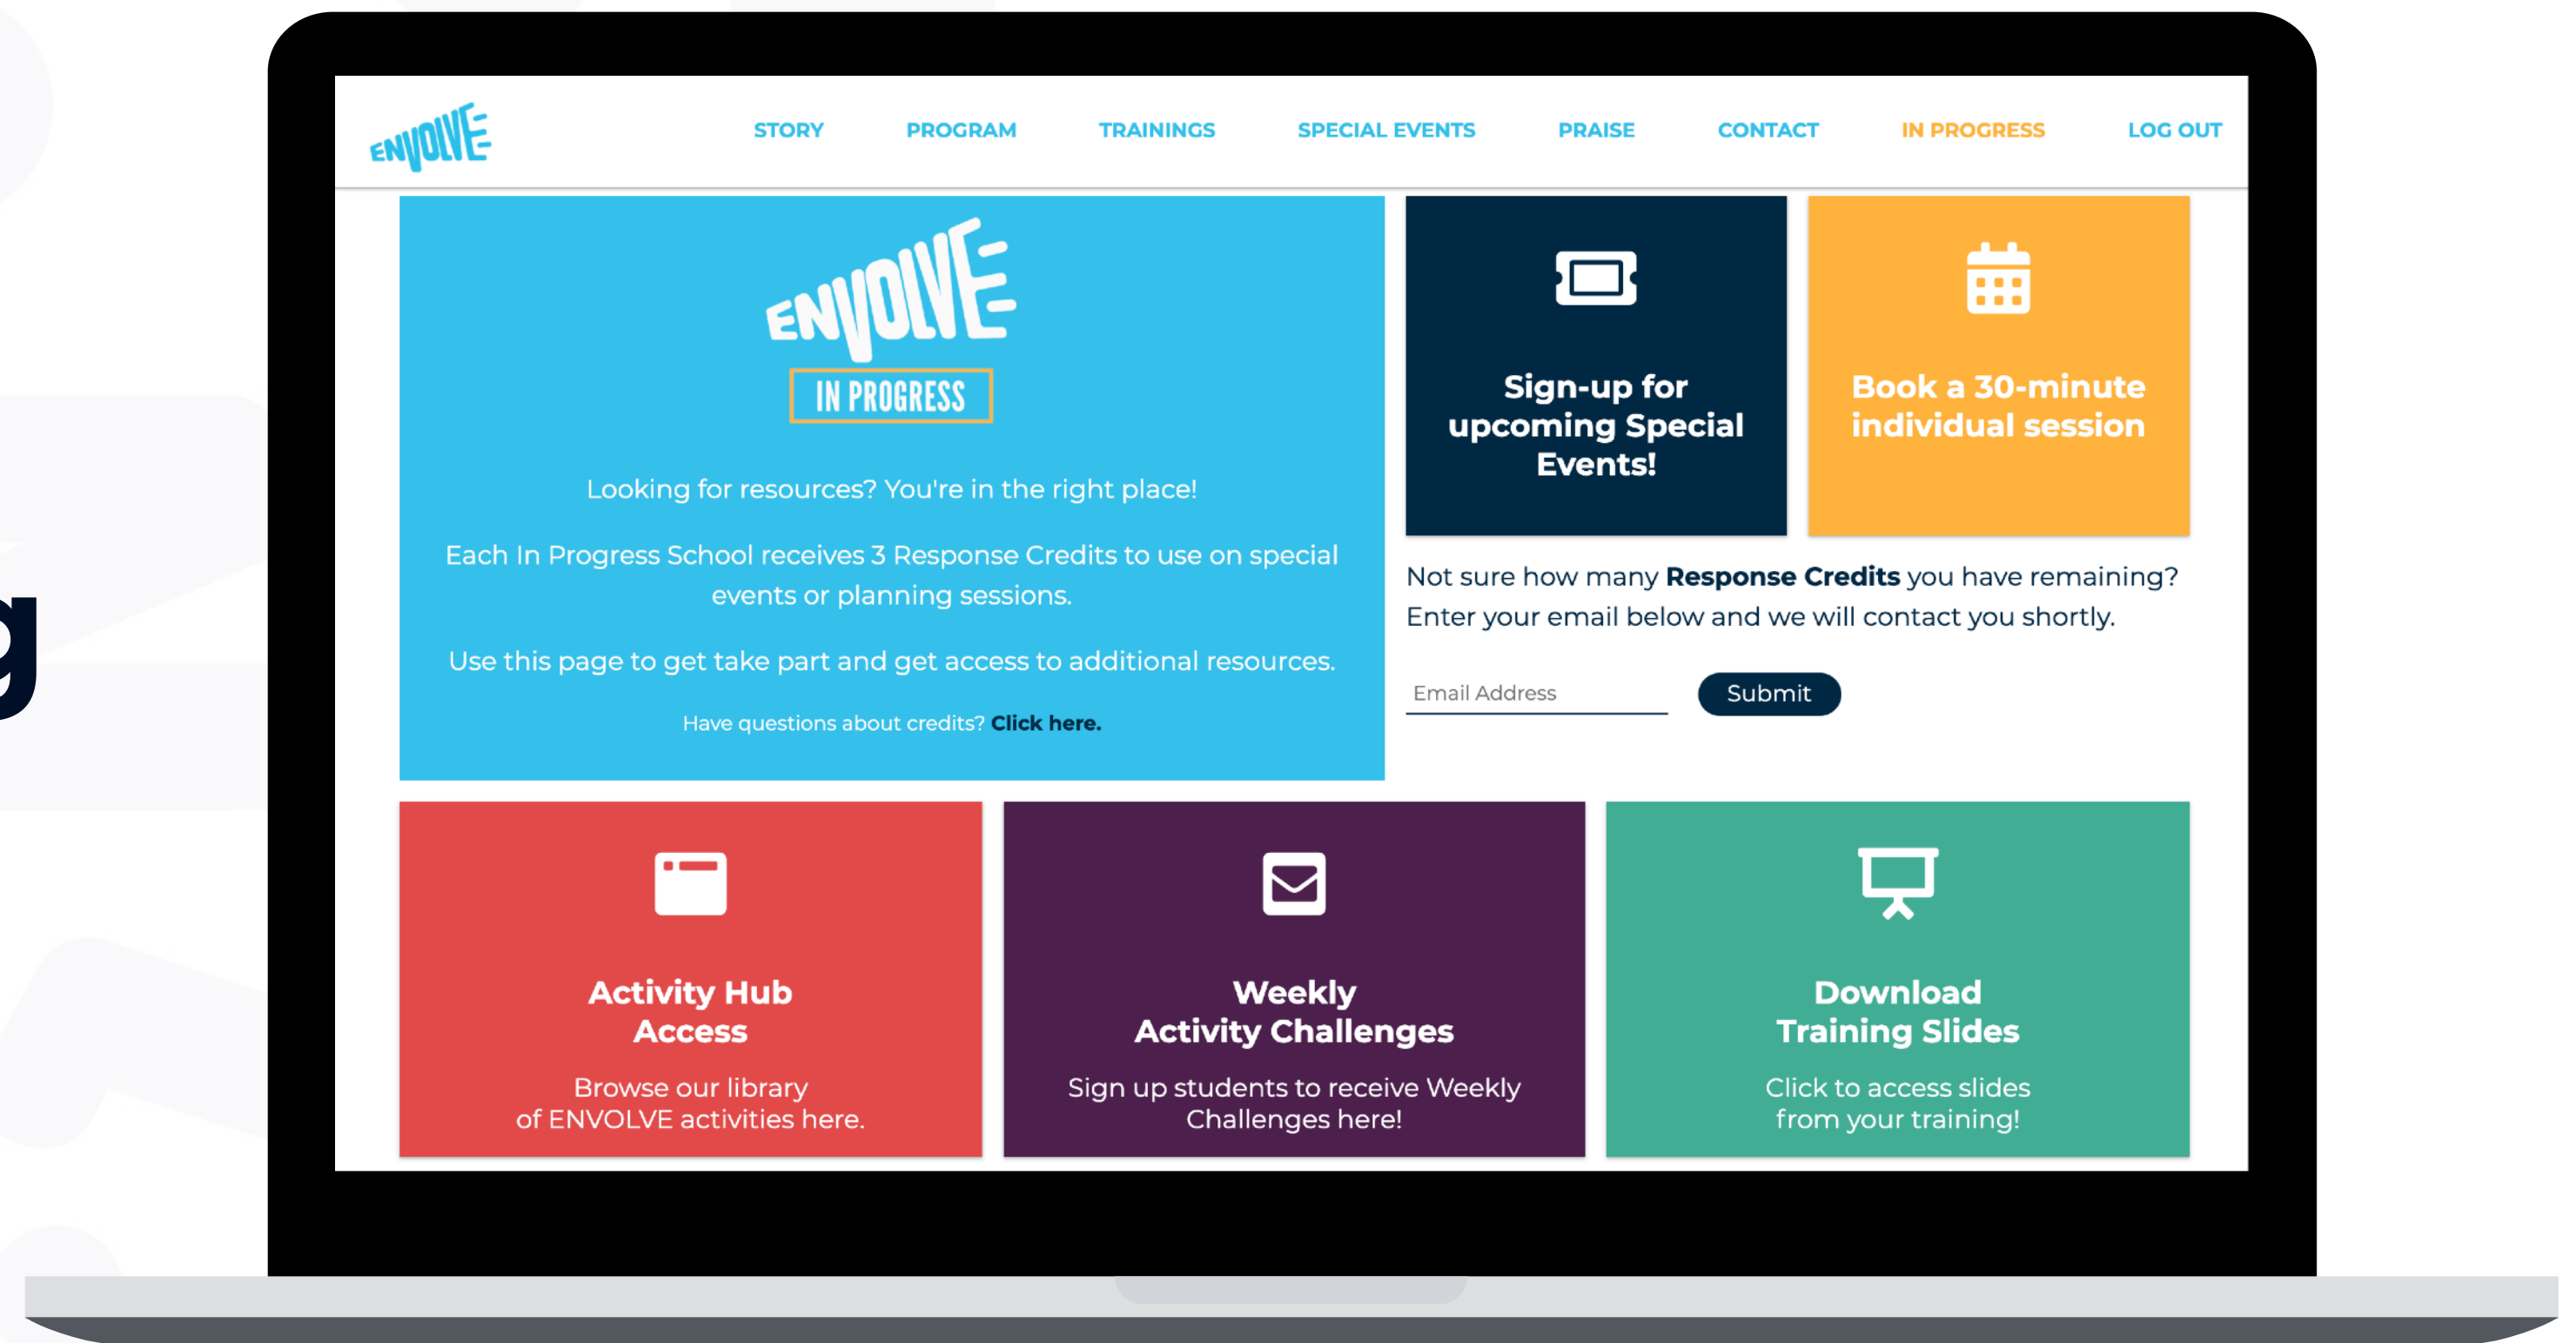 ENVOLVE
STORY PROGRAM TRAININGS SPECIAL EVENTS PRAISE CONTACT IN PROGRESS LOG OUT
ENVOLVE
IN PROGRESS
Looking for resources? You're in the right place!
Each In Progress School receives 3 Response Credits to use on special
events or planning sessions.
Use this page to get take part and get access to additional resources.
Have questions about credits? Click here.
Sign-up for
upcoming Special
Events!
Book a 30-minute
individual session
Not sure how many Response Credits you have remaining?
Enter your email below and we will contact you shortly.
Email Address
Submit
g
Activity Hub
Access
Browse our library
of ENVOLVE activities here.
Weekly
Activity Challenges
Sign up students to receive Weekly
Challenges here!
Download
Training Slides
Click to access slides
from your training!